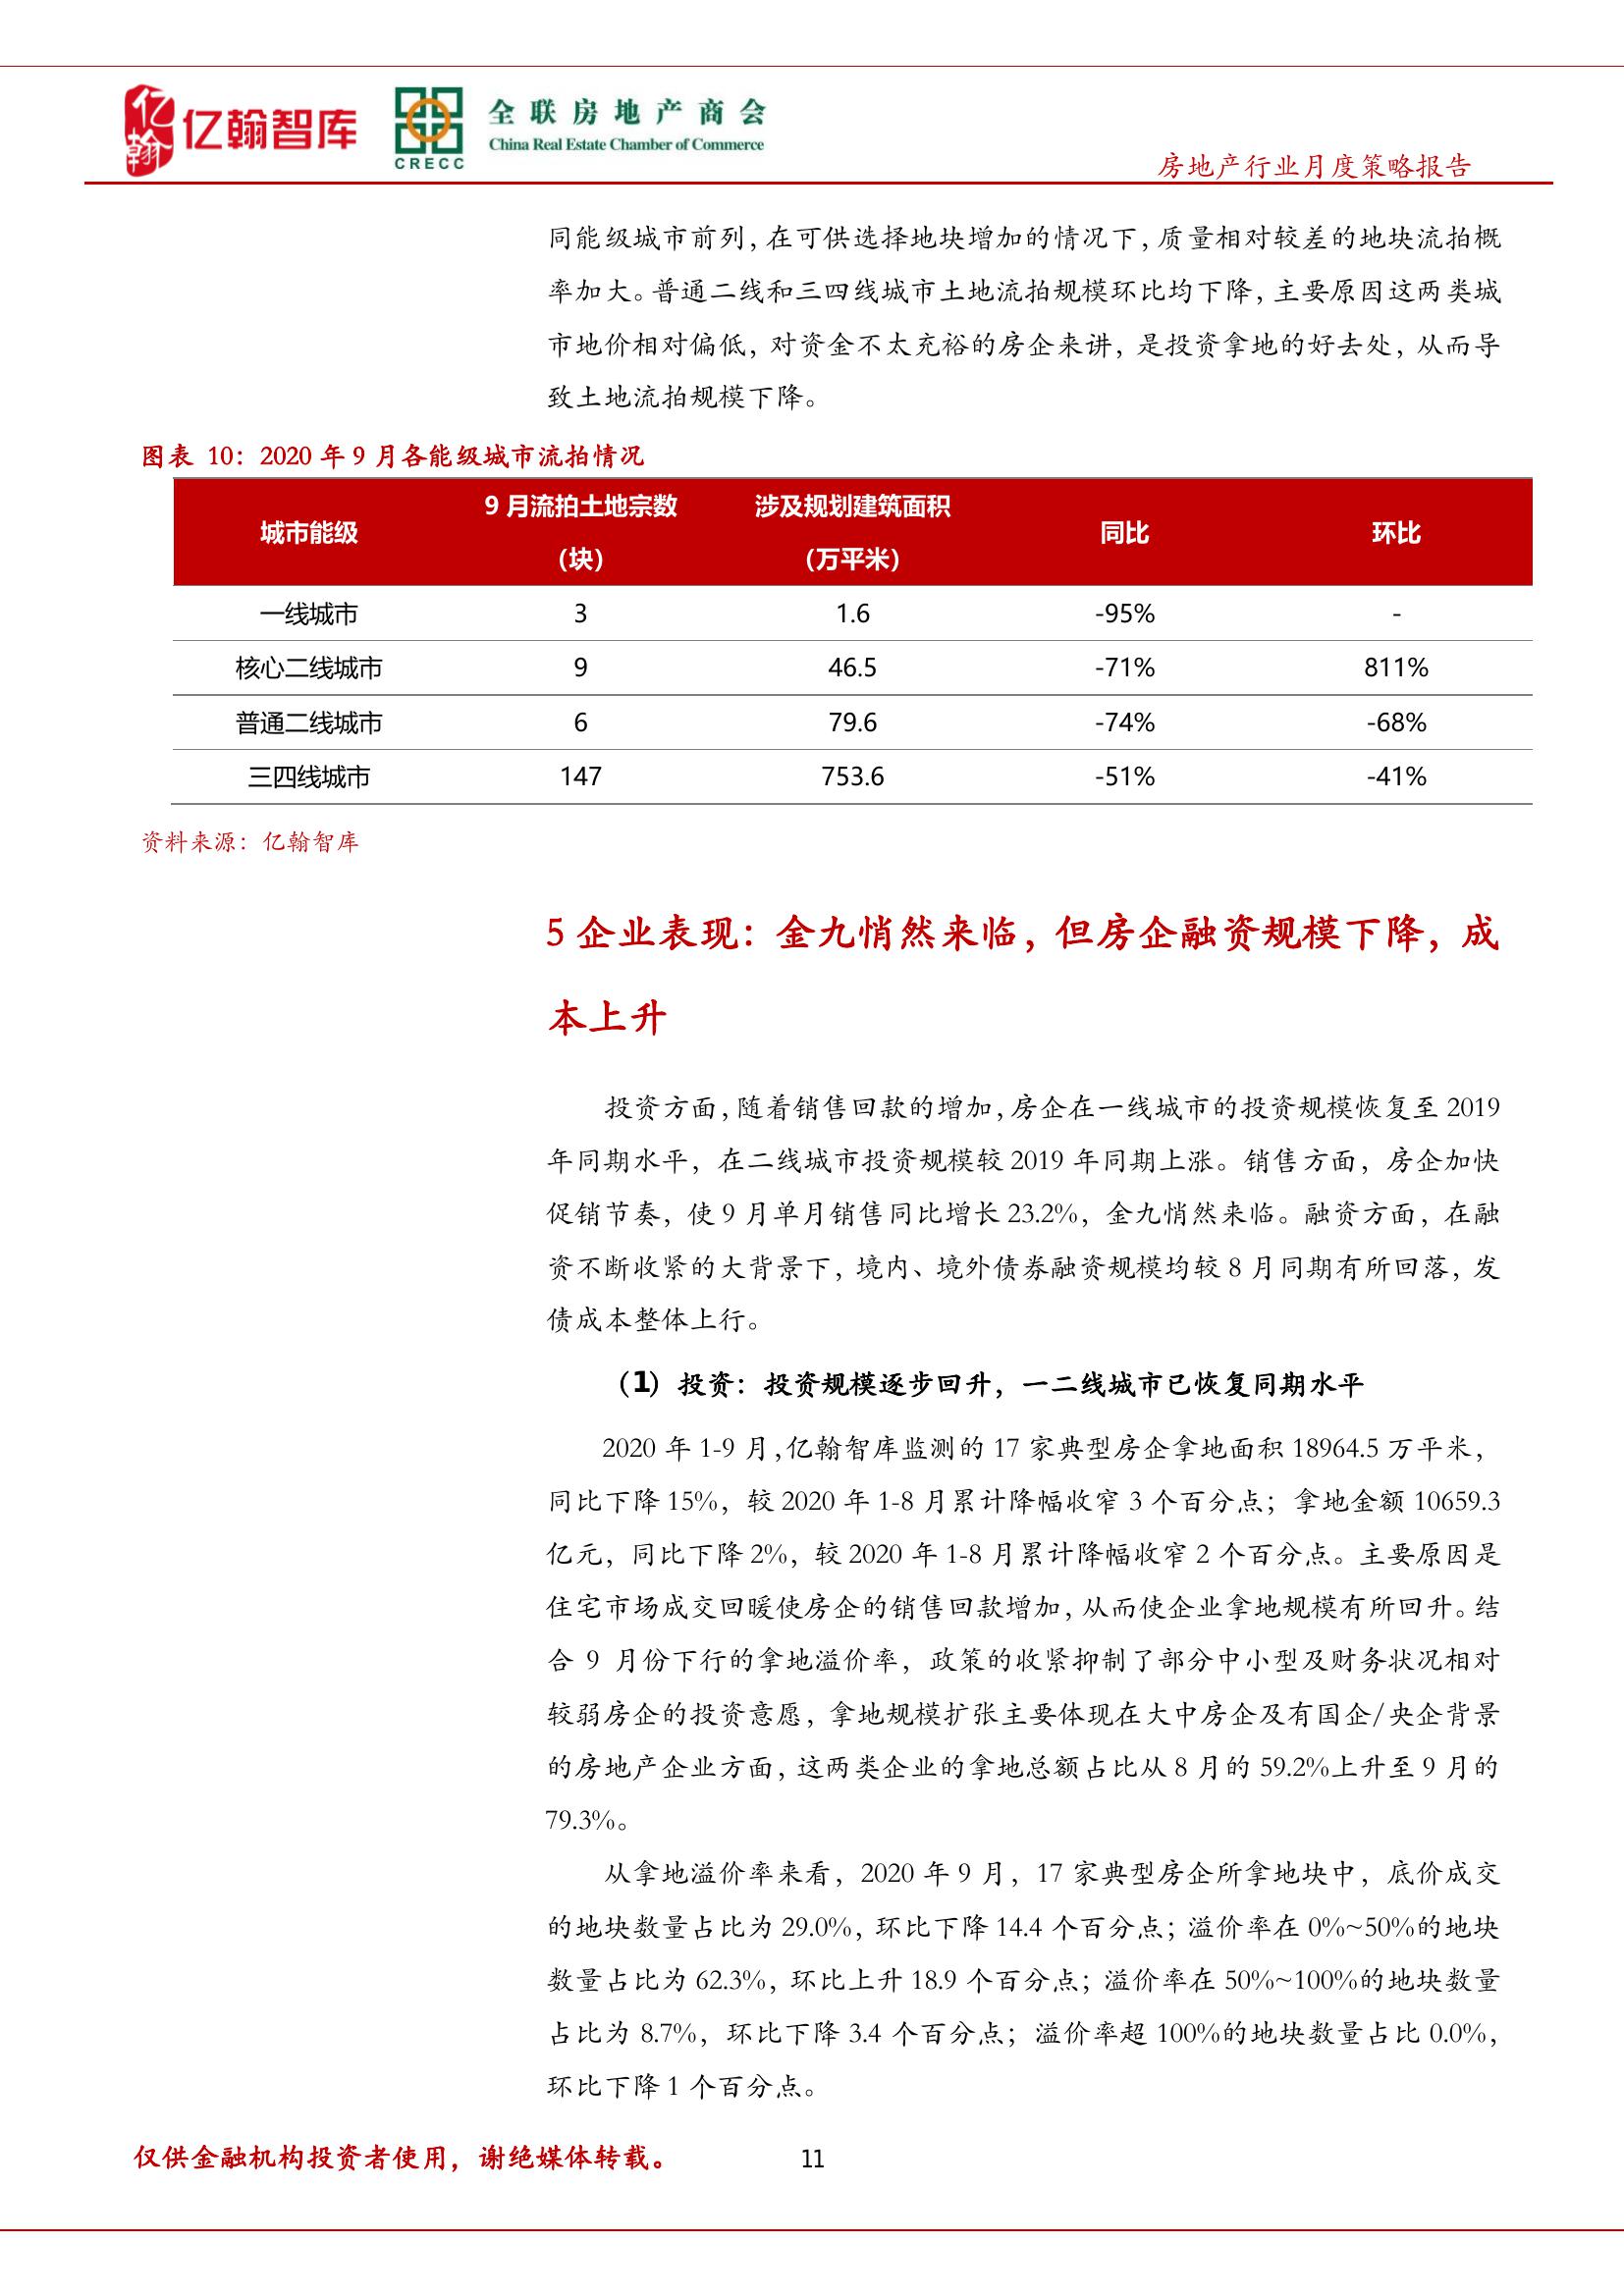 亿翰 亿翰智库
CRECC
全联房地产商会
China Real Estate Chamber of Commerce
房地产行业月度策略报告
同能级城市前列，在可供选择地块增加的情况下，质量相对较差的地块流拍概
率加大。普通二线和三四线城市土地流拍规模环比均下降，主要原因这两类城
市地价相对偏低，对资金不太充裕的房企来讲，是投资拿地的好去处，从而导
致土地流拍规模下降。
图表 10：2020 年 9 月各能级城市流拍情况
城市能级 9 月流拍土地宗数（块） 涉及规划建筑面积（万平米） 同比 环比
一线城市 3 1.6 -95% -
核心二线城市 9 46.5 -71% 811%
普通二线城市 6 79.6 -74% -68%
三四线城市 147 753.6 -51% -41%
资料来源：亿翰智库
5 企业表现：金九悄然来临，但房企融资规模下降，成
本上升
投资方面，随着销售回款的增加，房企在一线城市的投资规模恢复至 2019
年同期水平，在二线城市投资规模较 2019 年同期上涨。销售方面，房企加快
促销节奏，使 9 月单月销售同比增长 23.2%，金九悄然来临。融资方面，在融
资不断收紧的大背景下，境内、境外债券融资规模均较 8 月同期有所回落，发
债成本整体上行。
（1）投资：投资规模逐步回升，一二线城市已恢复同期水平
2020 年 1-9 月，亿翰智库监测的 17 家典型房企拿地面积 18964.5 万平米，
同比下降 15%，较 2020 年 1-8 月累计降幅收窄 3 个百分点；拿地金额 10659.3
亿元，同比下降 2%，较 2020 年 1-8 月累计降幅收窄 2 个百分点。主要原因是
住宅市场成交回暖使房企的销售回款增加，从而使企业拿地规模有所回升。结
合 9 月份下行的拿地溢价率，政策的收紧抑制了部分中小型及财务状况相对
较弱房企的投资意愿，拿地规模扩张主要体现在大中房企及有国企/央企背景
的房地产企业方面，这两类企业的拿地总额占比从 8 月的 59.2%上升至 9 月的
79.3%。
从拿地溢价率来看，2020 年 9 月，17 家典型房企所拿地块中，底价成交
的地块数量占比为 29.0%，环比下降 14.4 个百分点；溢价率在 0%~50%的地块
数量占比为 62.3%，环比上升 18.9 个百分点；溢价率在 50%~100%的地块数量
占比为 8.7%，环比下降 3.4 个百分点；溢价率超 100%的地块数量占比 0.0%，
环比下降 1 个百分点。
仅供金融机构投资者使用，谢绝媒体转载。 11